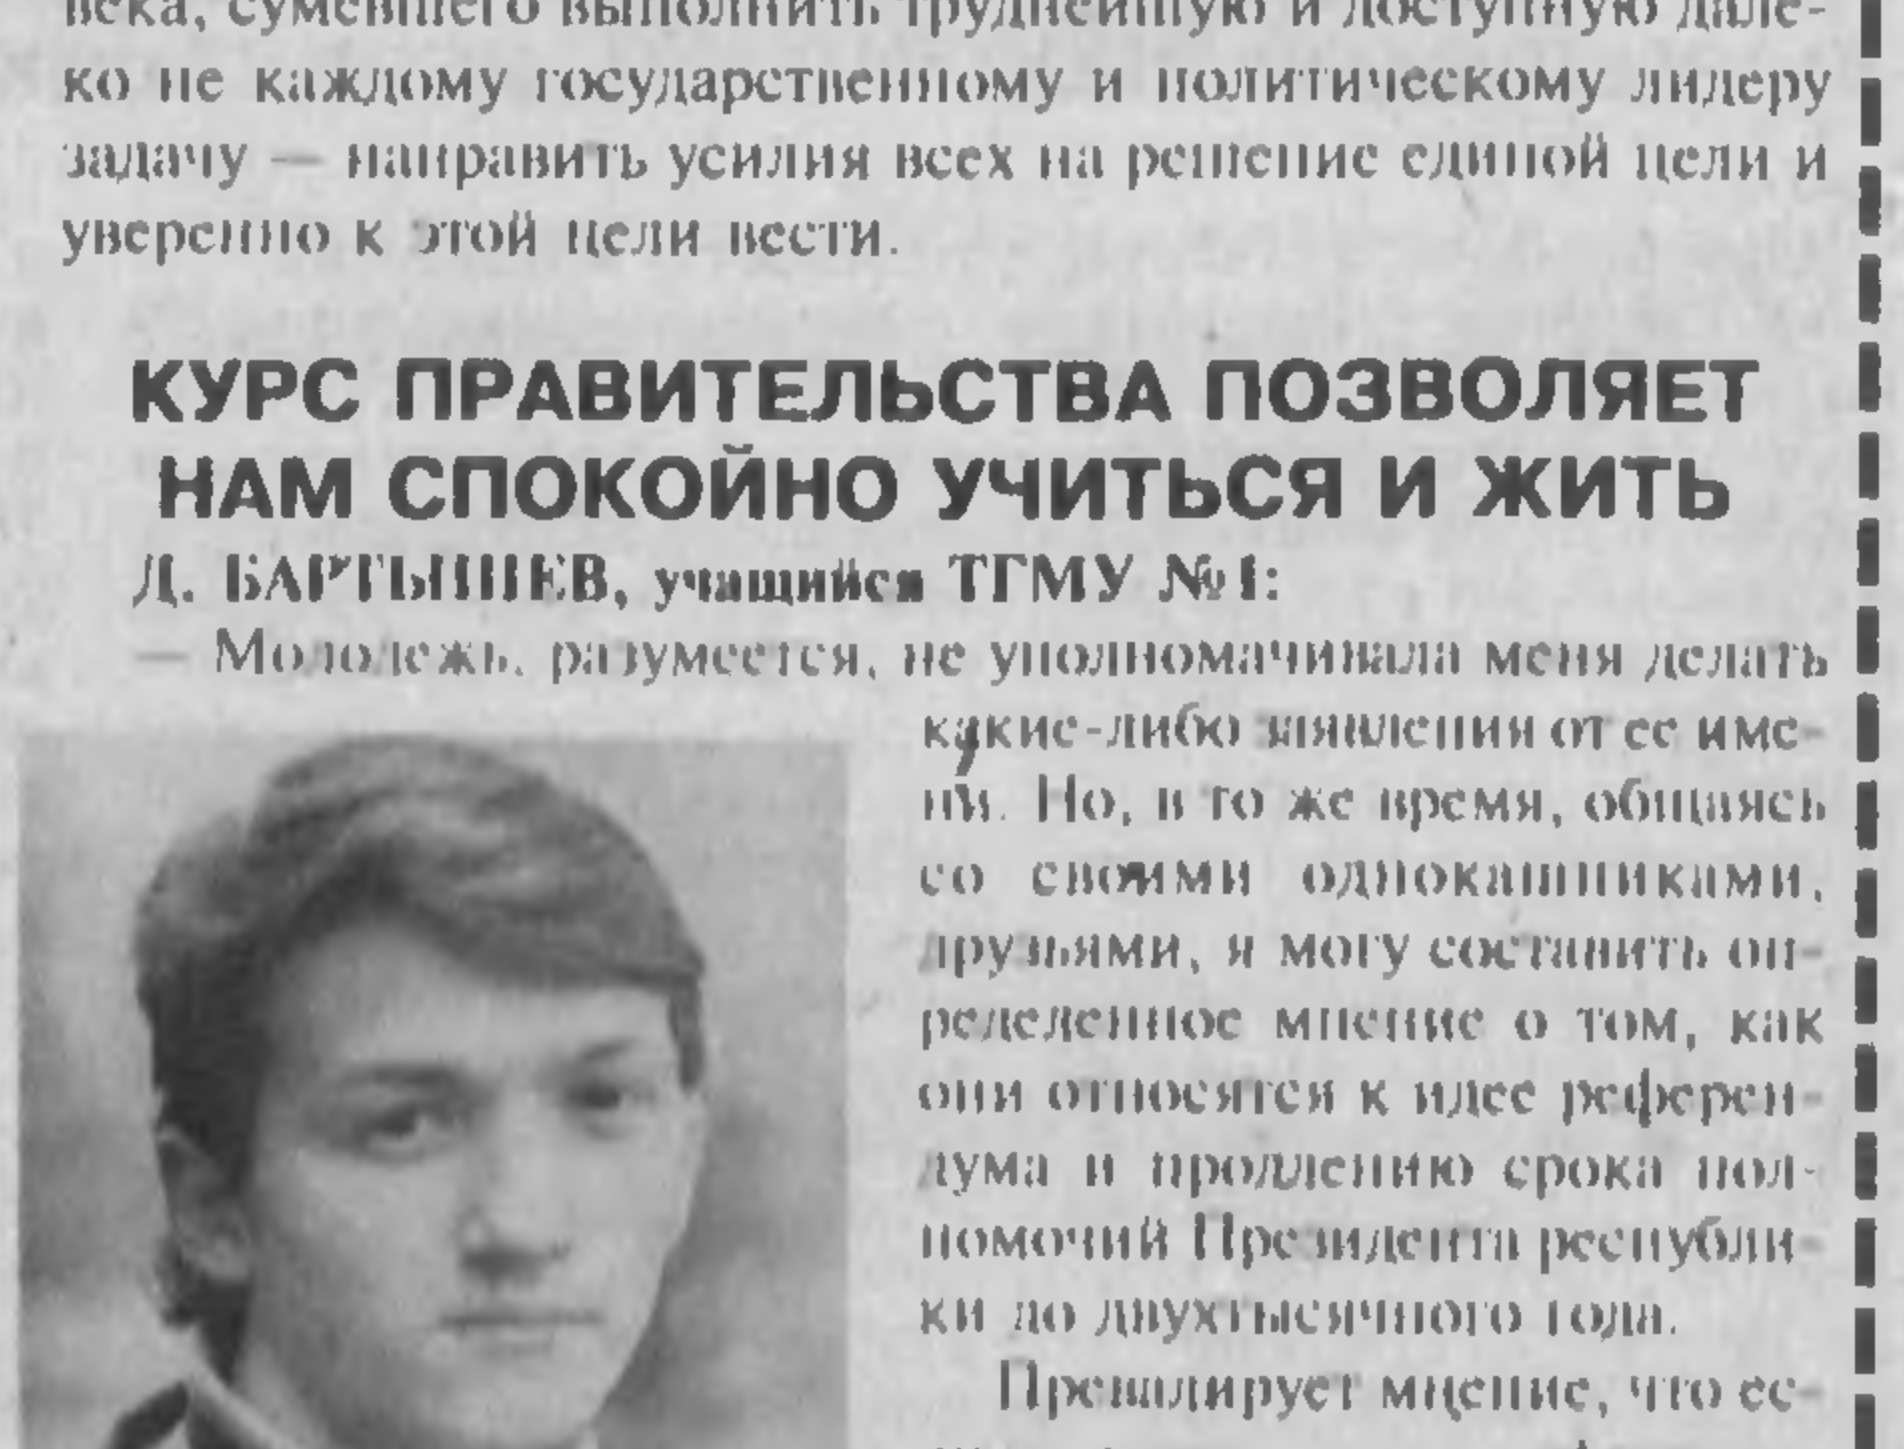 века, сумевшего выполнить труднейшую и доступную дале-
ко не каждому государственному и политическому лидеру
задачу — направить усилия всех на решение единой цели и
уверенно к этой цели вести.
КУРС ПРАВИТЕЛЬСТВА ПОЗВОЛЯЕТ
НАМ СПОКОЙНО УЧИТЬСЯ И ЖИТЬ
Д. БАРТЫШЕВ, учащийся ТГМУ №1:
— Молодежь, разумеется, не уполномачивала меня делать
какие-либо заявления от ее име-
ни. Но, в то же время, общаясь
со своими однокашниками,
друзьями, я могу составить оп-
ределенное мнение о том, как
они относятся к идее референ-
дума и продлению срока пол-
номочий Президента республи-
ки до двухтысячного года.
Превалирует мнение, что ес-